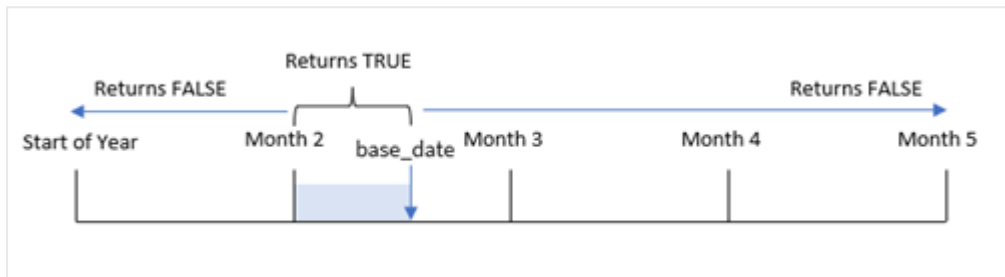 Returns TRUE
Returns FALSE
Returns FALSE
Start of Year
Month 2
base_date
Month 3
Month 4
Month 5